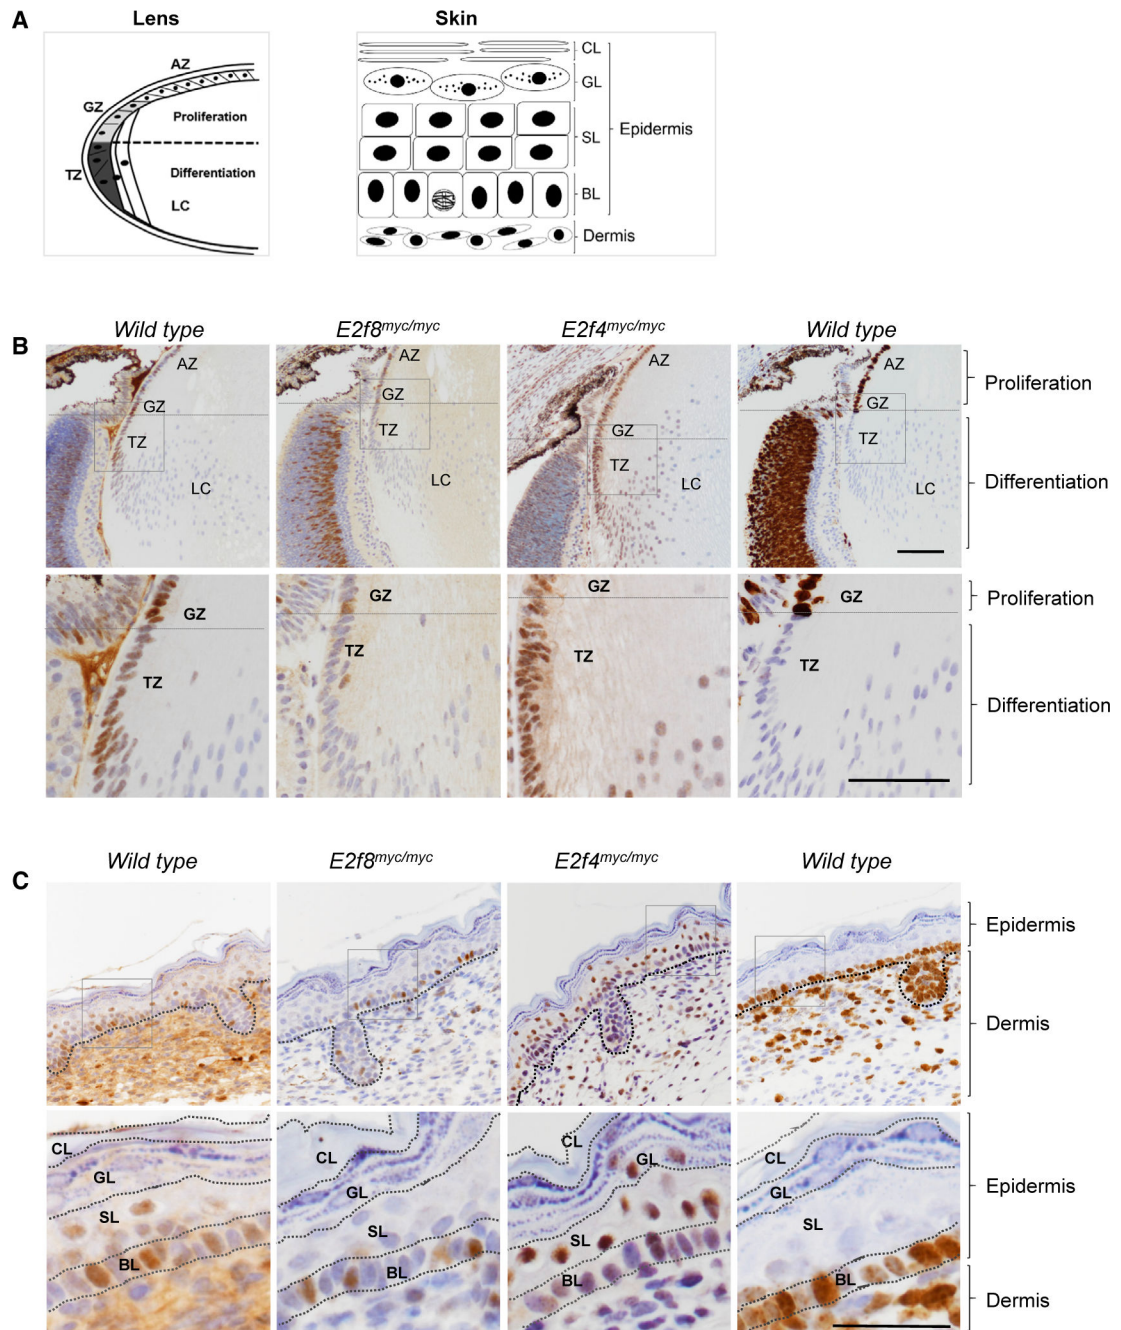 A
Lens
Skin
AZ
GZ
Proliferation
TZ
Differentiation
LC
CL
GL
SL
Epidermis
BL
Dermis
B
Wild type
E2f8myc/myc
E2f4myc/myc
Wild type
AZ
GZ
TZ
LC
AZ
GZ
TZ
LC
AZ
GZ
TZ
LC
AZ
GZ
TZ
LC
Proliferation
Differentiation
GZ
TZ
GZ
TZ
GZ
TZ
GZ
TZ
Proliferation
Differentiation
C
Wild type
E2f8myc/myc
E2f4myc/myc
Wild type
Epidermis
Dermis
CL
GL
SL
BL
CL
GL
SL
BL
CL
GL
SL
BL
CL
GL
SL
BL
Epidermis
Dermis